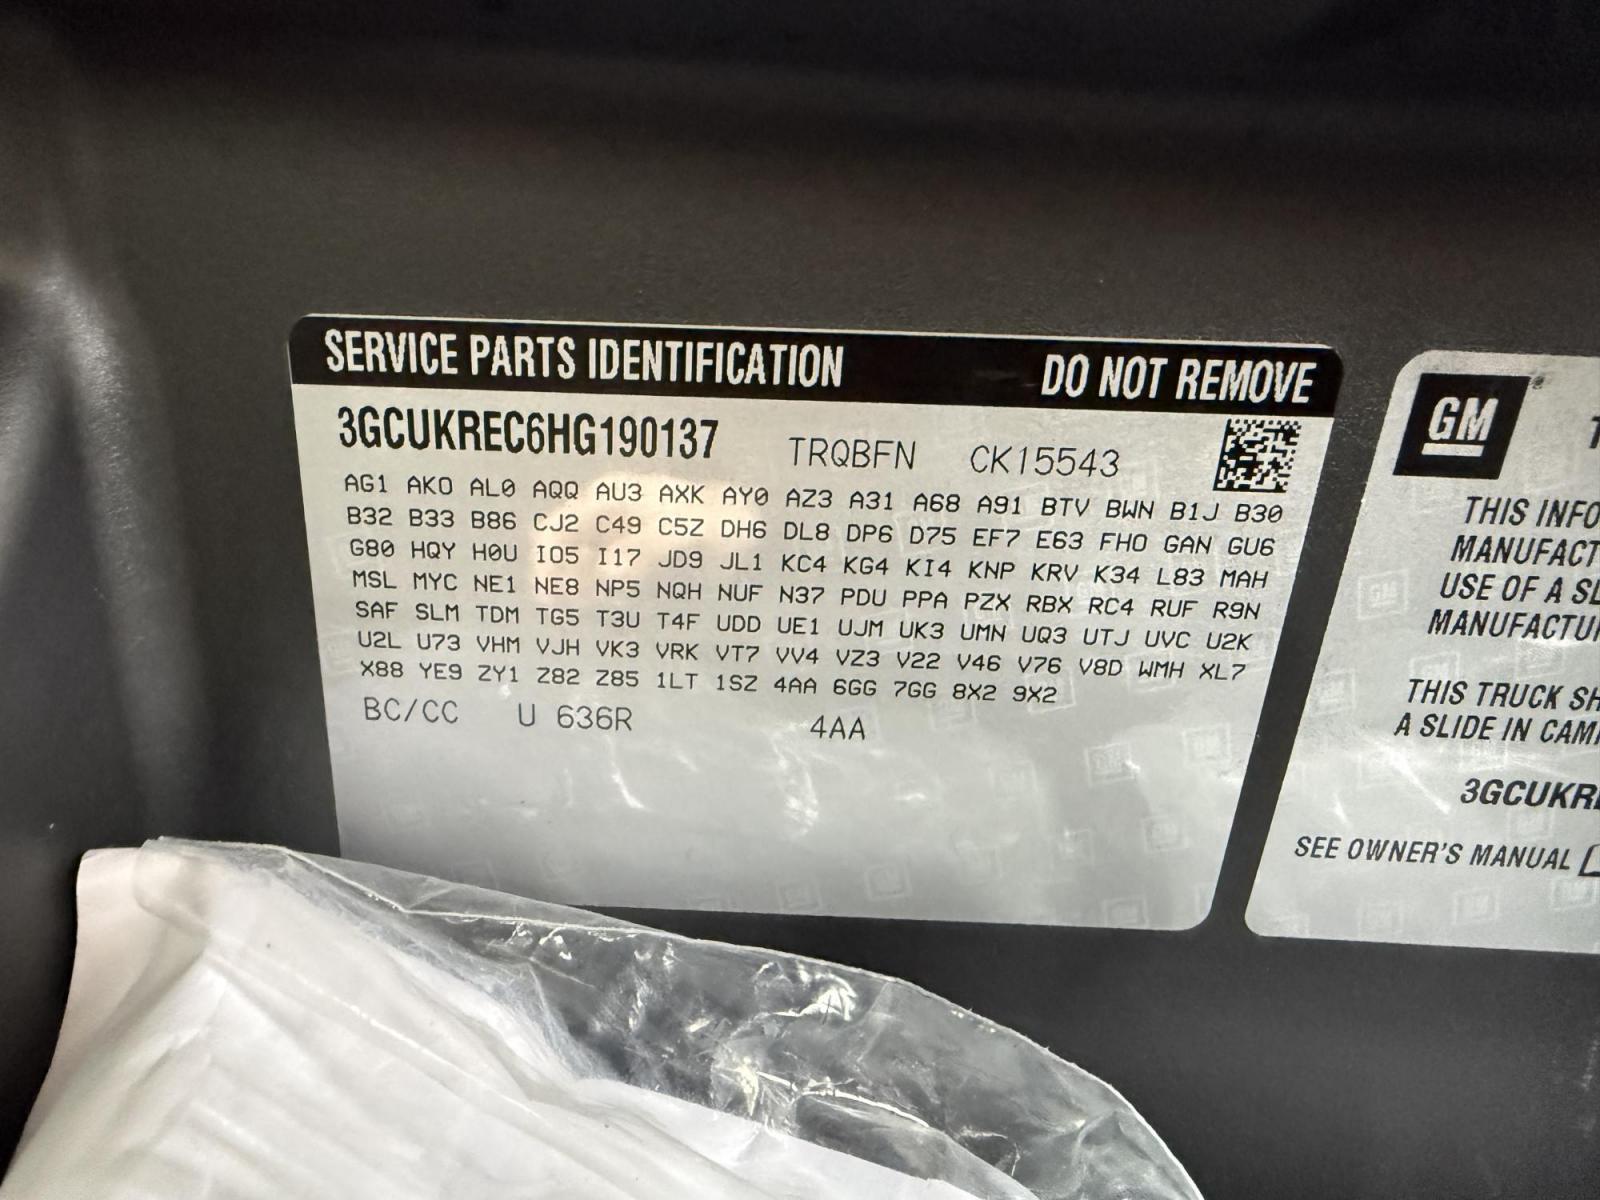 SERVICE PARTS IDENTIFICATION DO NOT REMOVE
3GCUKREC6HG190137 TRQBFN CK15543
AG1 AKO AL0 AQQ AU3 AXK AY0 AZ3 A31 A68 A91 BTV BWN B1J B30
B32 B33 B86 CJ2 C49 C5Z DH6 DL8 DP6 D75 EF7 E63 FHO GAN GU6
G80 HQY H0U IO5 I17 JD9 JL1 KC4 KG4 KI4 KNP KRV K34 L83 MAH
MSL MYC NE1 NE8 NP5 NQH NUF N37 PDU PPA PZX RBX RC4 RUF R9N
SAF SLM TDM TG5 T3U T4F UDD UE1 UJM UK3 UMN UQ3 UTJ UVC U2K
U2L U73 VHM VJH VK3 VRK VT7 VV4 VZ3 V22 V46 V76 V8D WMH XL7
X88 YE9 ZY1 Z82 Z85 1LT 1SZ 4AA 6GG 7GG 8X2 9X2
BC/CC U 636R 4AA
GM
THIS INFO
MANUFACT
USE OF A SL
MANUFACTU
THIS TRUCK SH
A SLIDE IN CAM
3GCUKR
SEE OWNER'S MANUAL